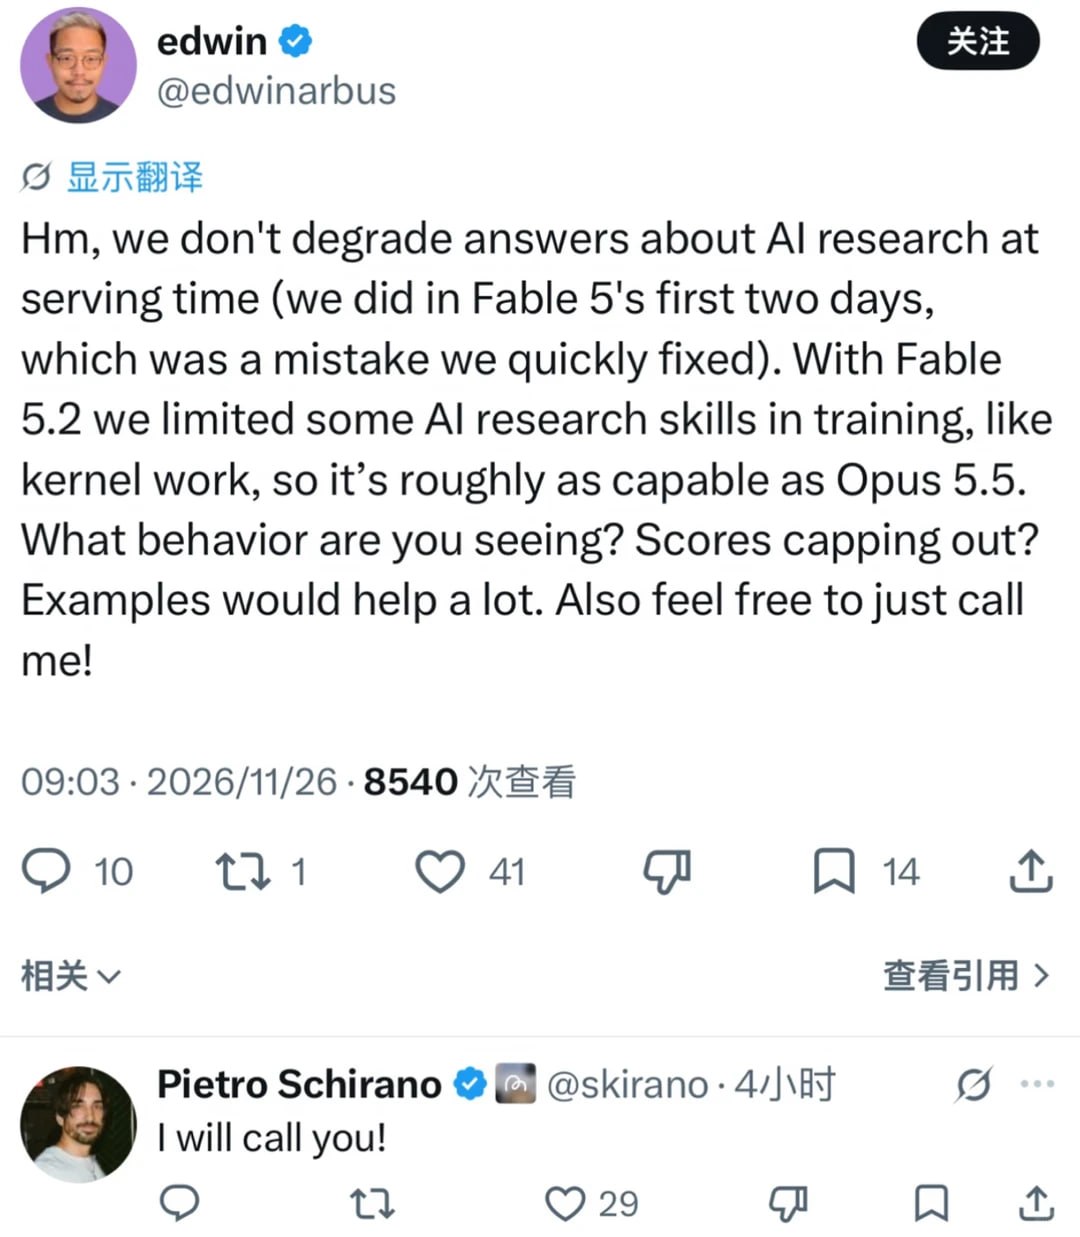 edwin
关注
@edwinarbus
显示翻译
Hm, we don't degrade answers about AI research at
serving time (we did in Fable 5's first two days,
which was a mistake we quickly fixed). With Fable
5.2 we limited some AI research skills in training, like
kernel work, so it’s roughly as capable as Opus 5.5.
What behavior are you seeing? Scores capping out?
Examples would help a lot. Also feel free to just call
me!
09:03 · 2026/11/26 · 8540 次查看
10 1 41 14
相关 查看引用
Pietro Schirano @skirano · 4小时
I will call you!
29